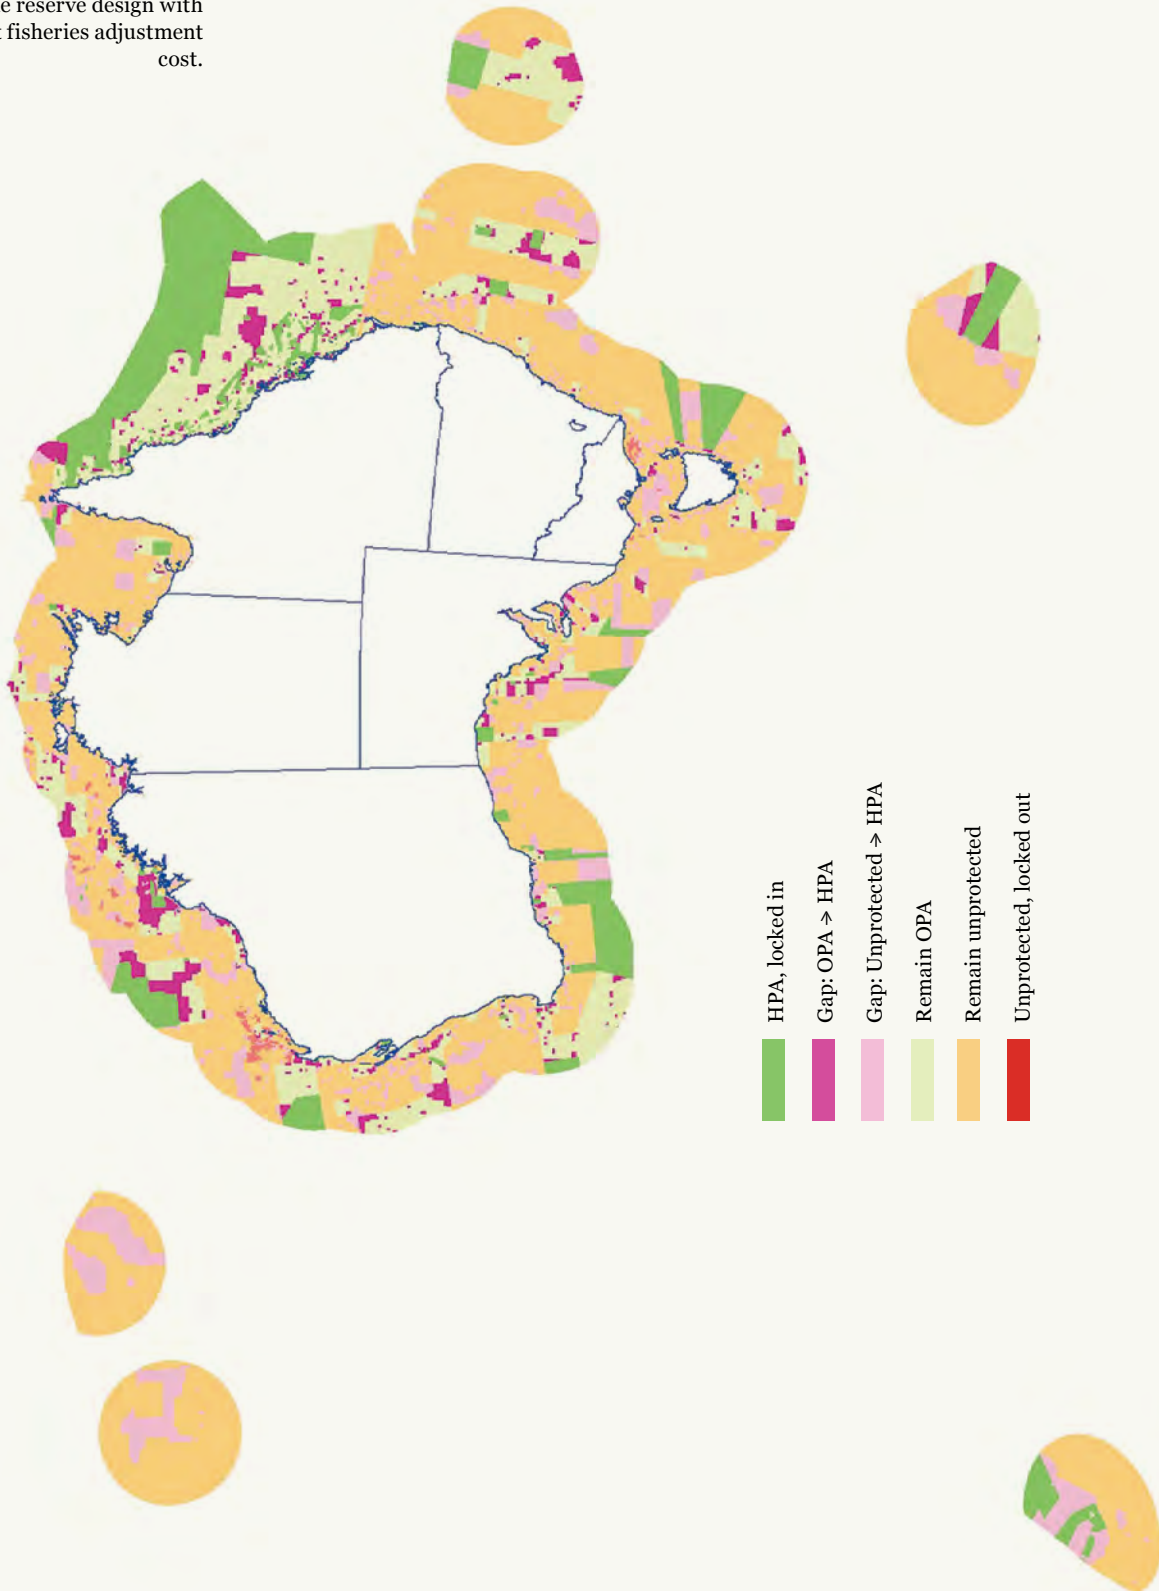 reserve design with
fisheries adjustment
cost.
HPA, locked in
Gap: OPA → HPA
Gap: Unprotected → HPA
Remain OPA
Remain unprotected
Unprotected, locked out